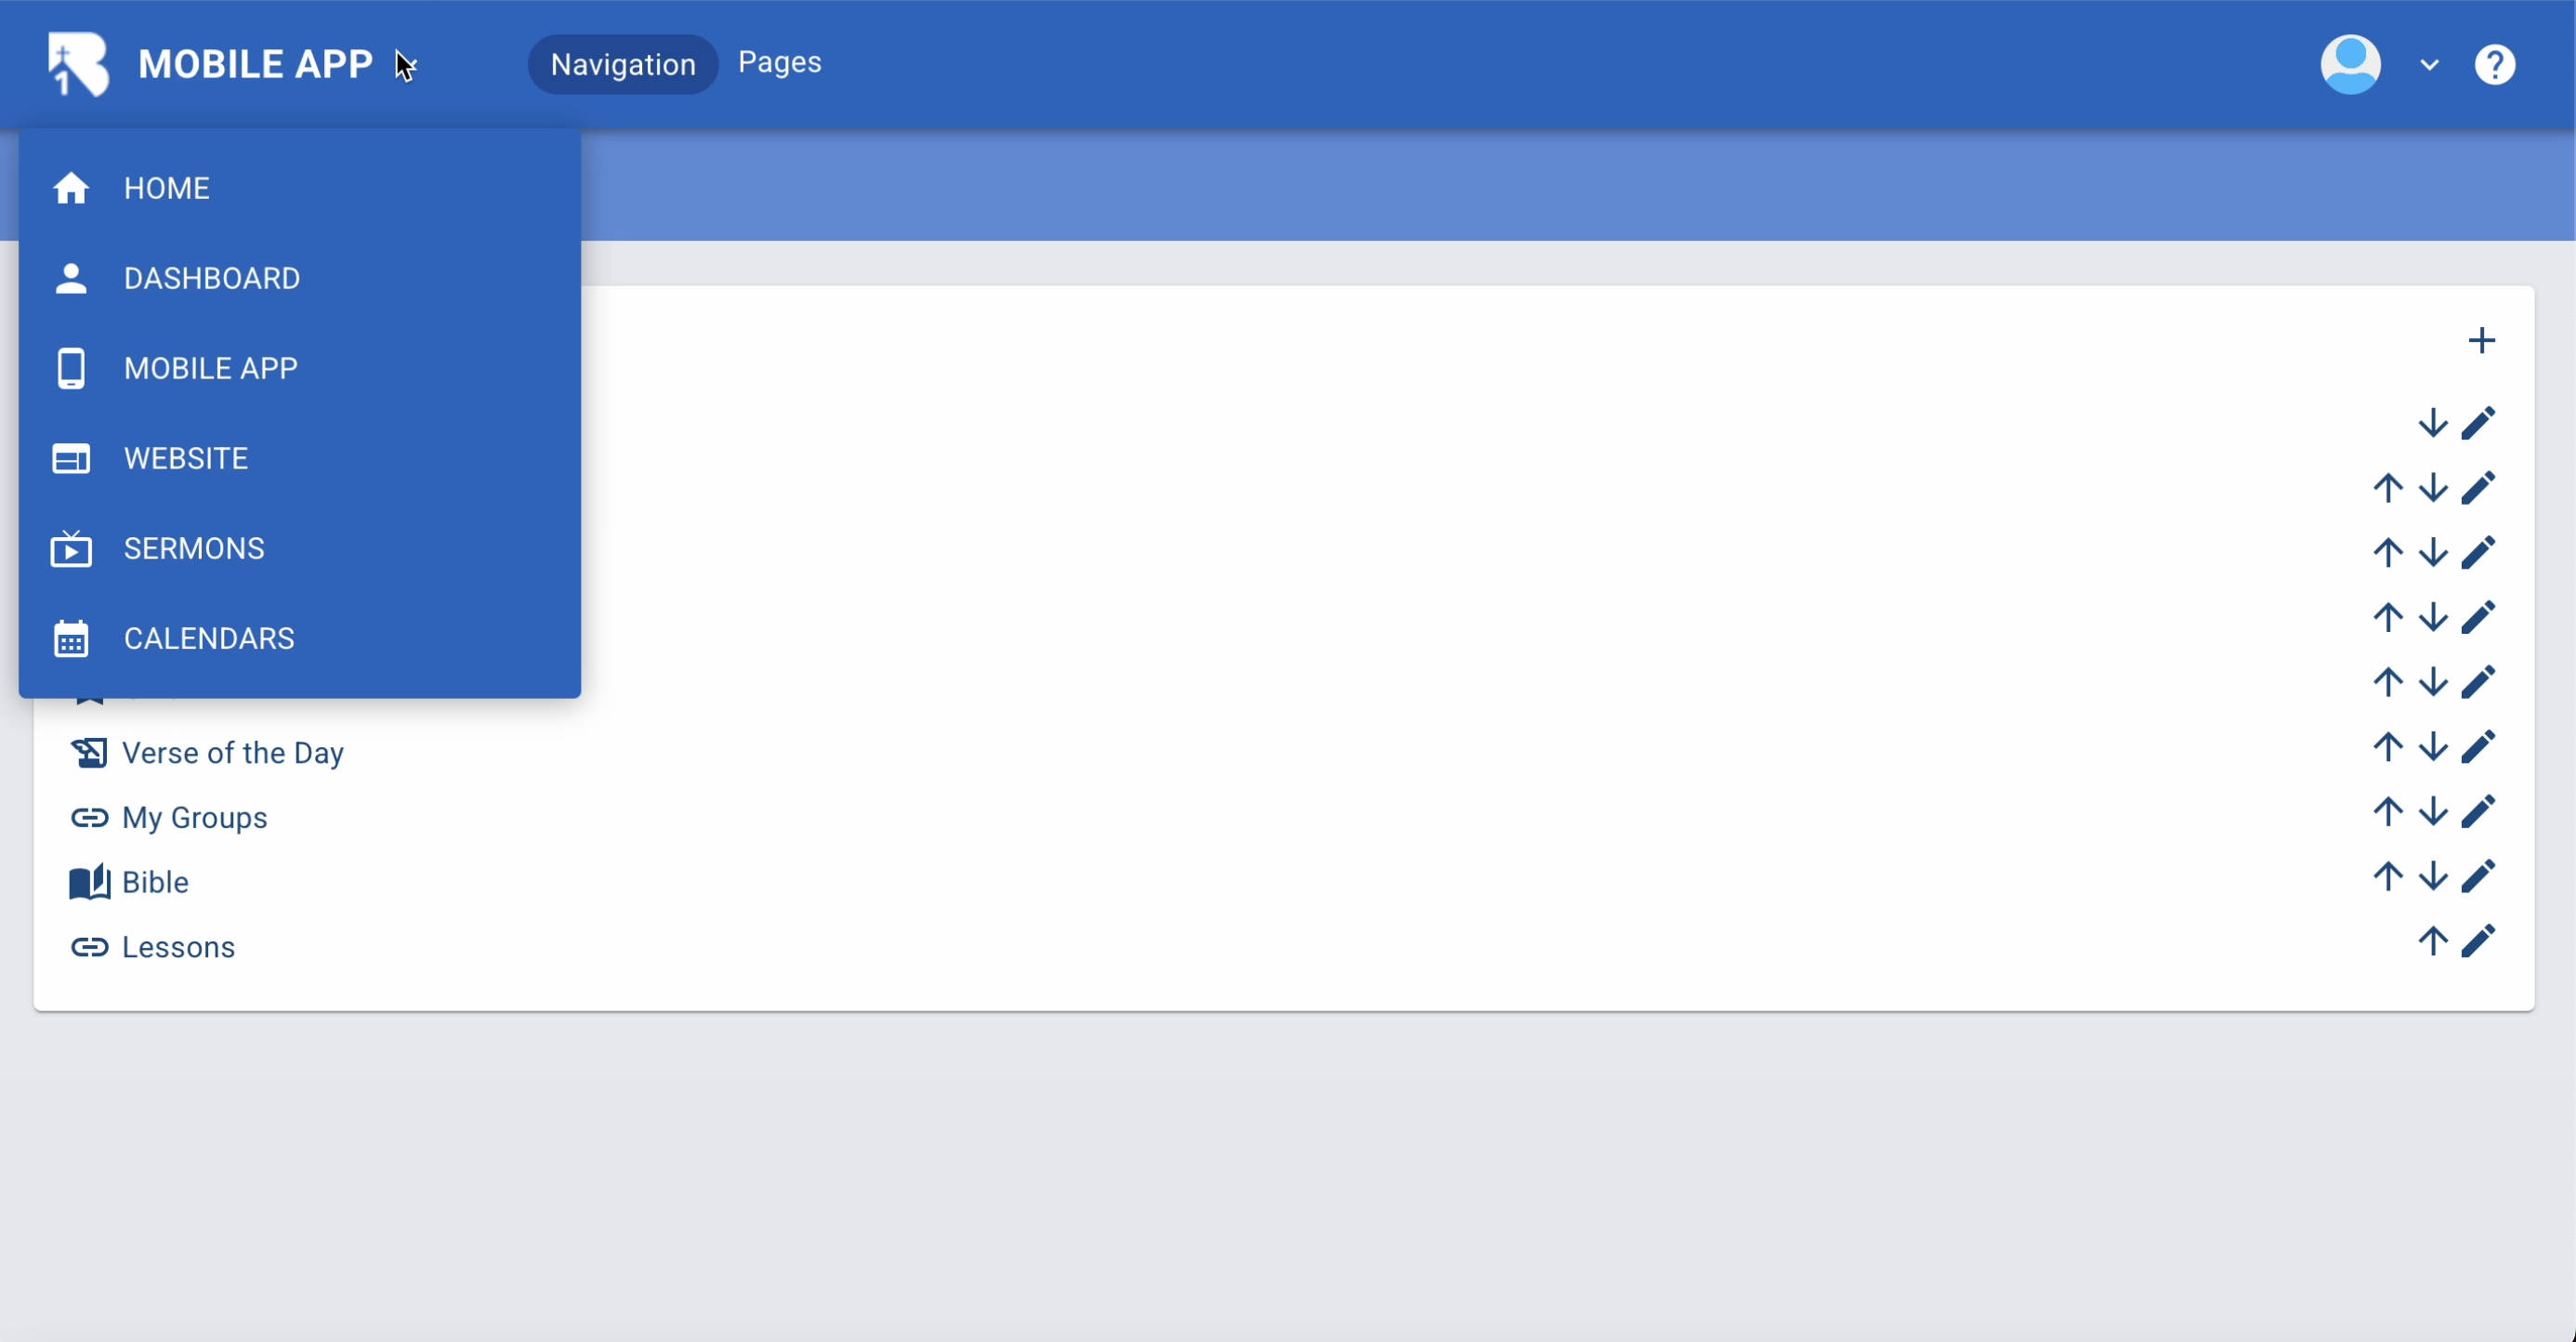 MOBILE APP
Navigation
Pages
HOME
DASHBOARD
MOBILE APP
WEBSITE
SERMONS
CALENDARS
Verse of the Day
My Groups
Bible
Lessons